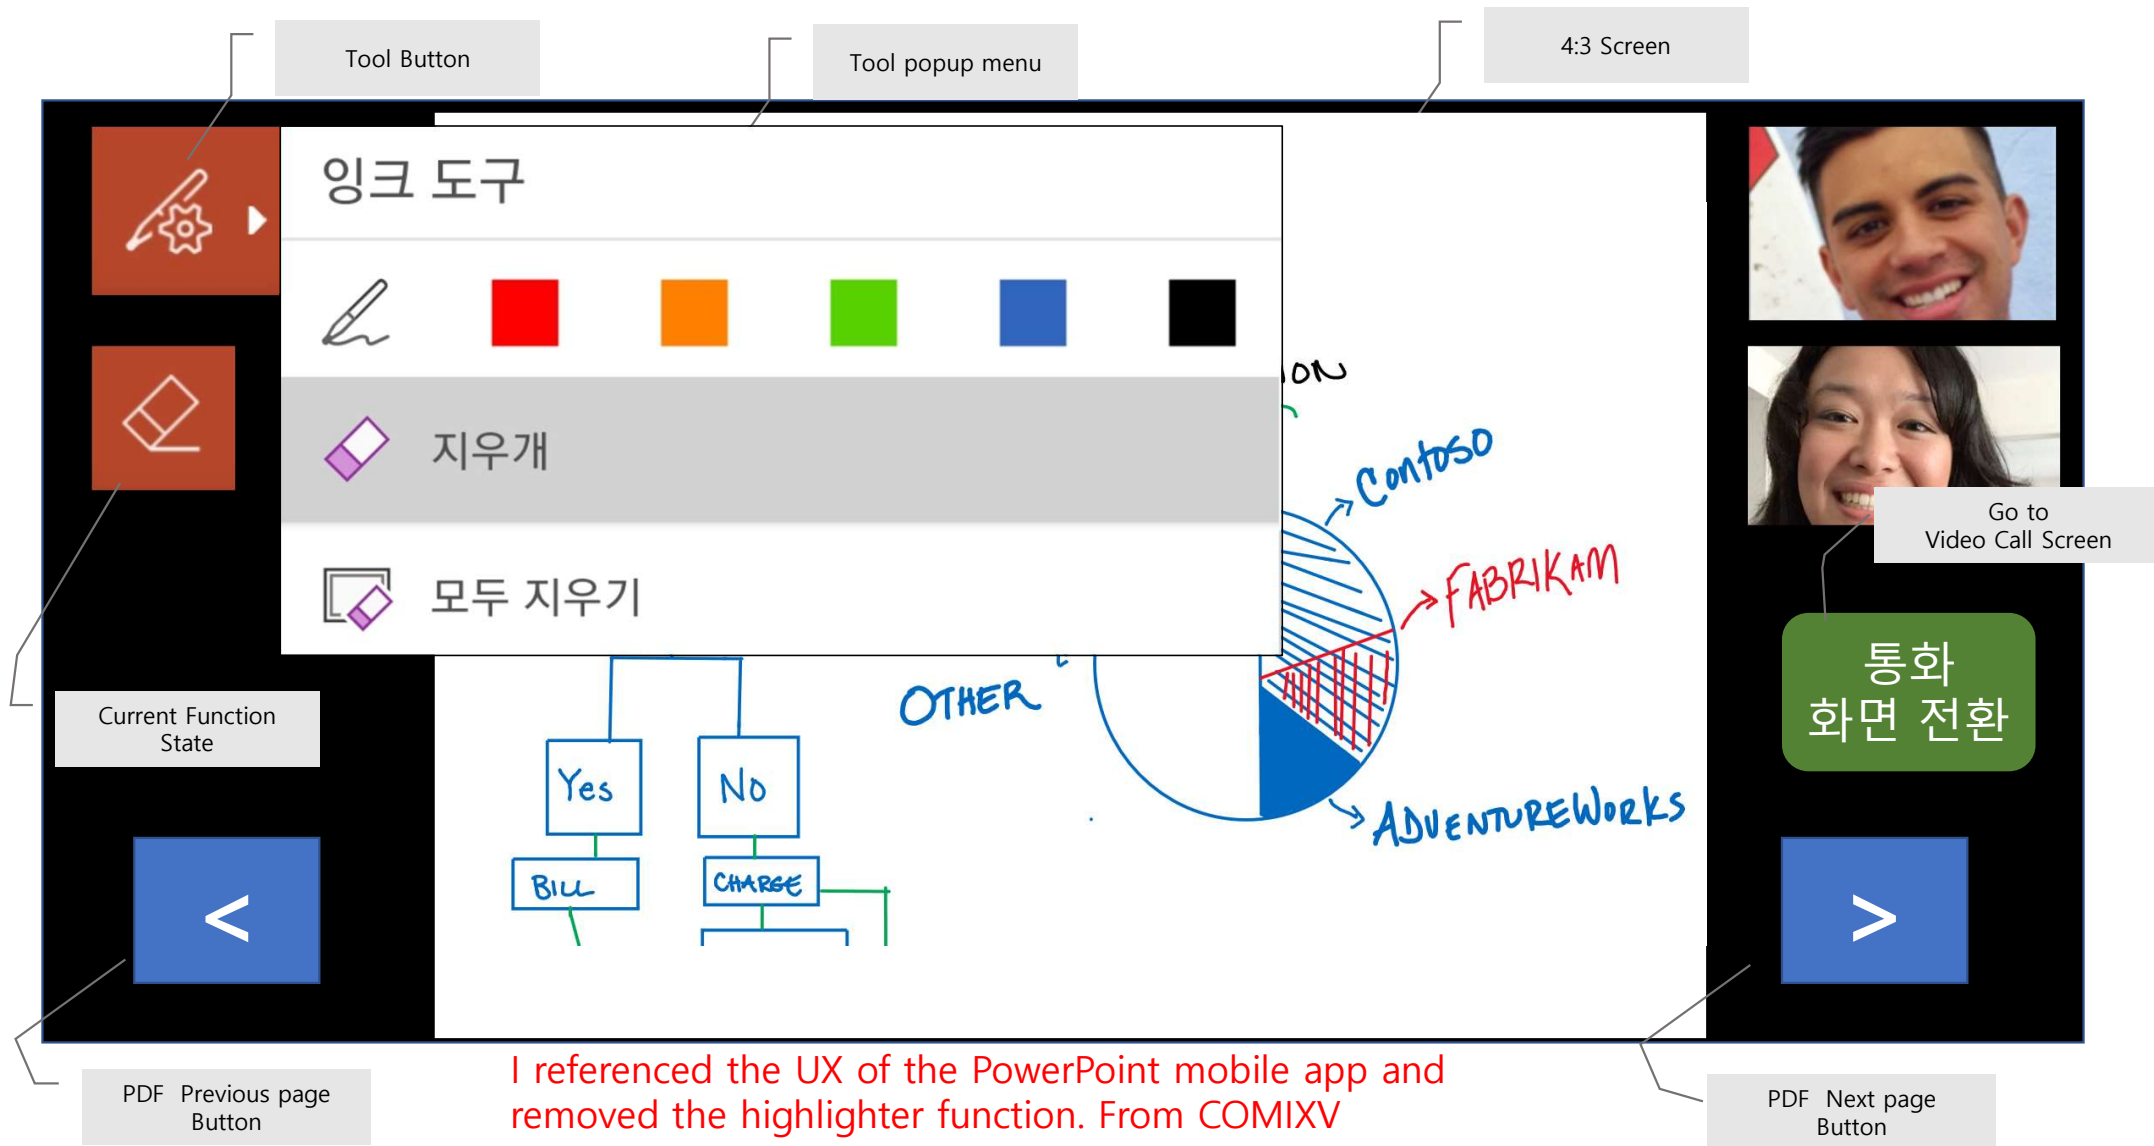 Tool Button
Tool popup menu
4:3 Screen
잉크 도구
지우개
모두 지우기
ION
Contoso
FABRIKAM
OTHER
ADVENTUREWORKS
Yes
No
BILL
CHARGE
Go to
Video Call Screen
통화
화면 전환
Current Function
State
<
>
PDF Previous page
Button
I referenced the UX of the PowerPoint mobile app and
removed the highlighter function. From COMIXV
PDF Next page
Button